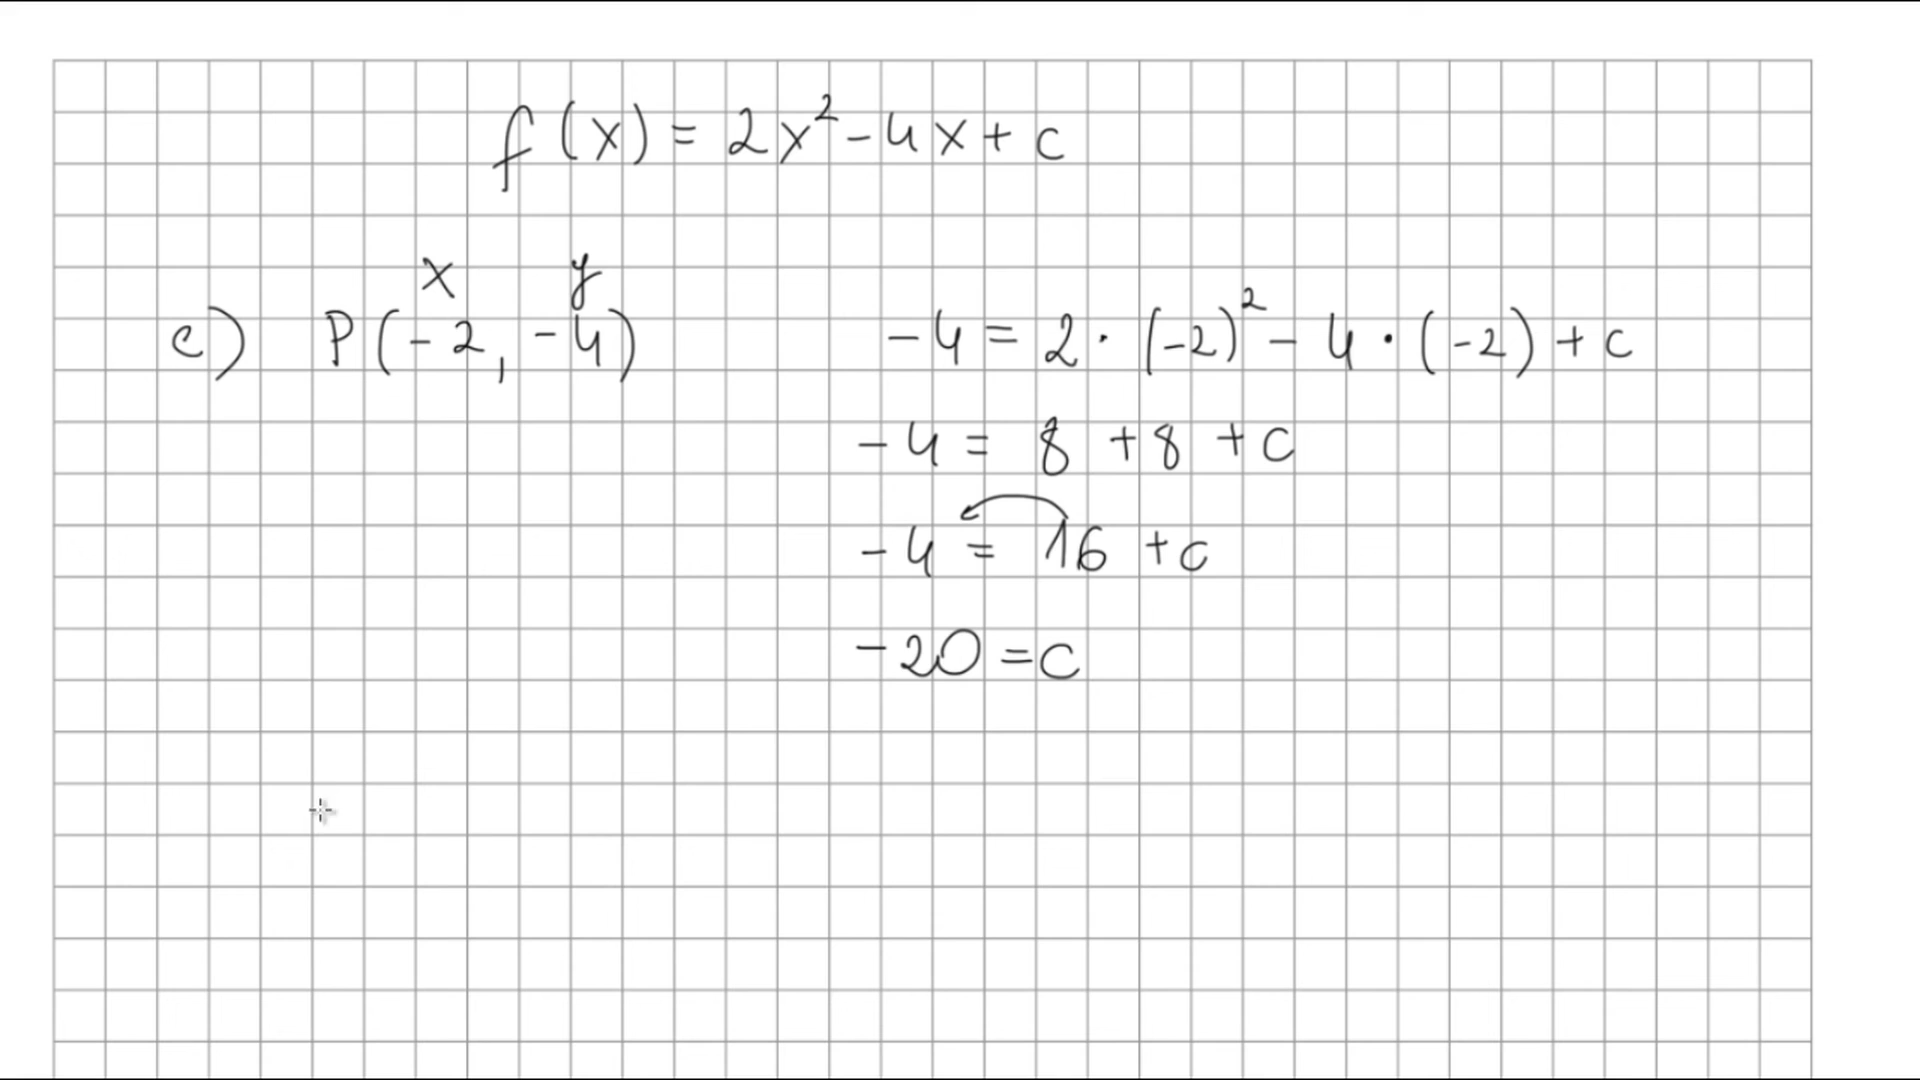 f(x) = 2x² - 4x + c
x y
c) P(-2, -4)
-4 = 2 · (-2)² - 4 · (-2) + c
-4 = 8 + 8 + c
-4 = 16 + c
-20 = c